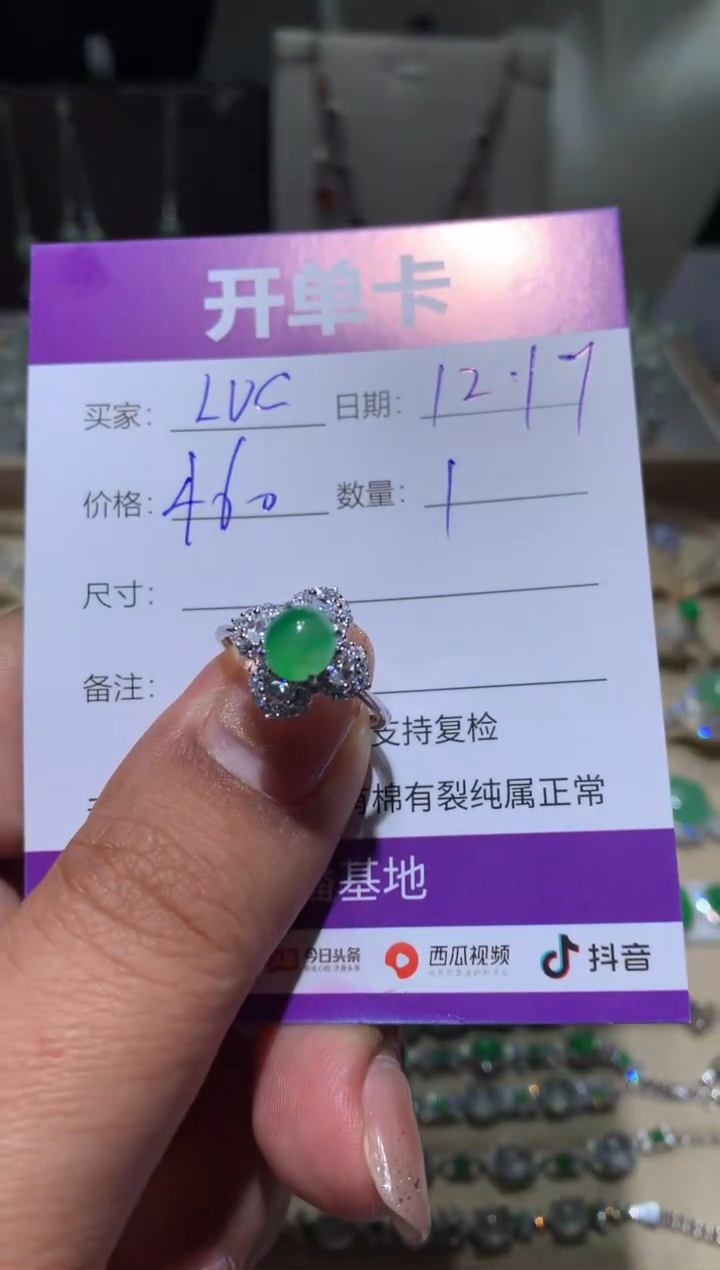 开单卡
买家: LUC 日期: 12.17
价格: 460 数量: 1
尺寸:
备注:
支持复检
有棉有裂纯属正常
播基地
今日头条 西瓜视频 抖音